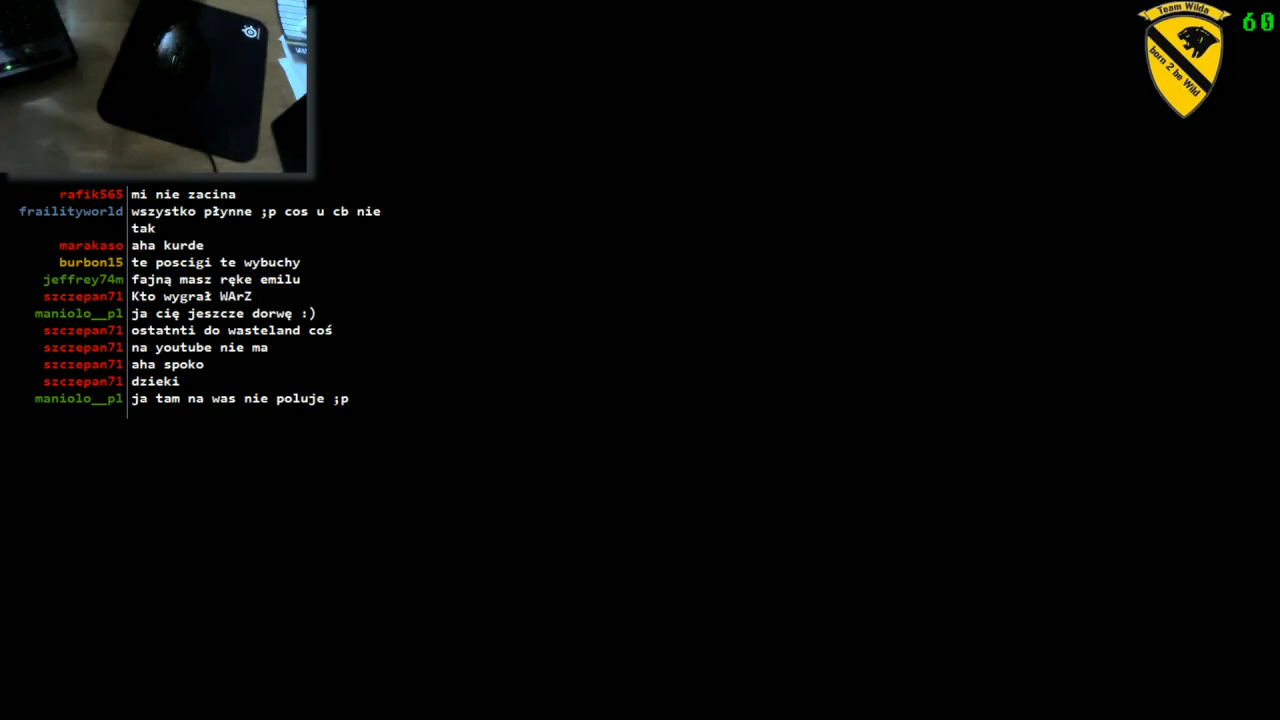 Team Wilda
60
born 2 be Wild
rafik565 mi nie zacina
frailityworld wszystko płynne ;p cos u cb nie
tak
marakaso aha kurde
burbon15 te poscigi te wybuchy
jeffrey74m fajną masz ręke emilu
szczepan71 Kto wygrał WArZ
maniolo__pl ja cię jeszcze dorwę :)
szczepan71 ostatnti do wasteland coś
szczepan71 na youtube nie ma
szczepan71 aha spoko
szczepan71 dzieki
maniolo__pl ja tam na was nie poluje ;p